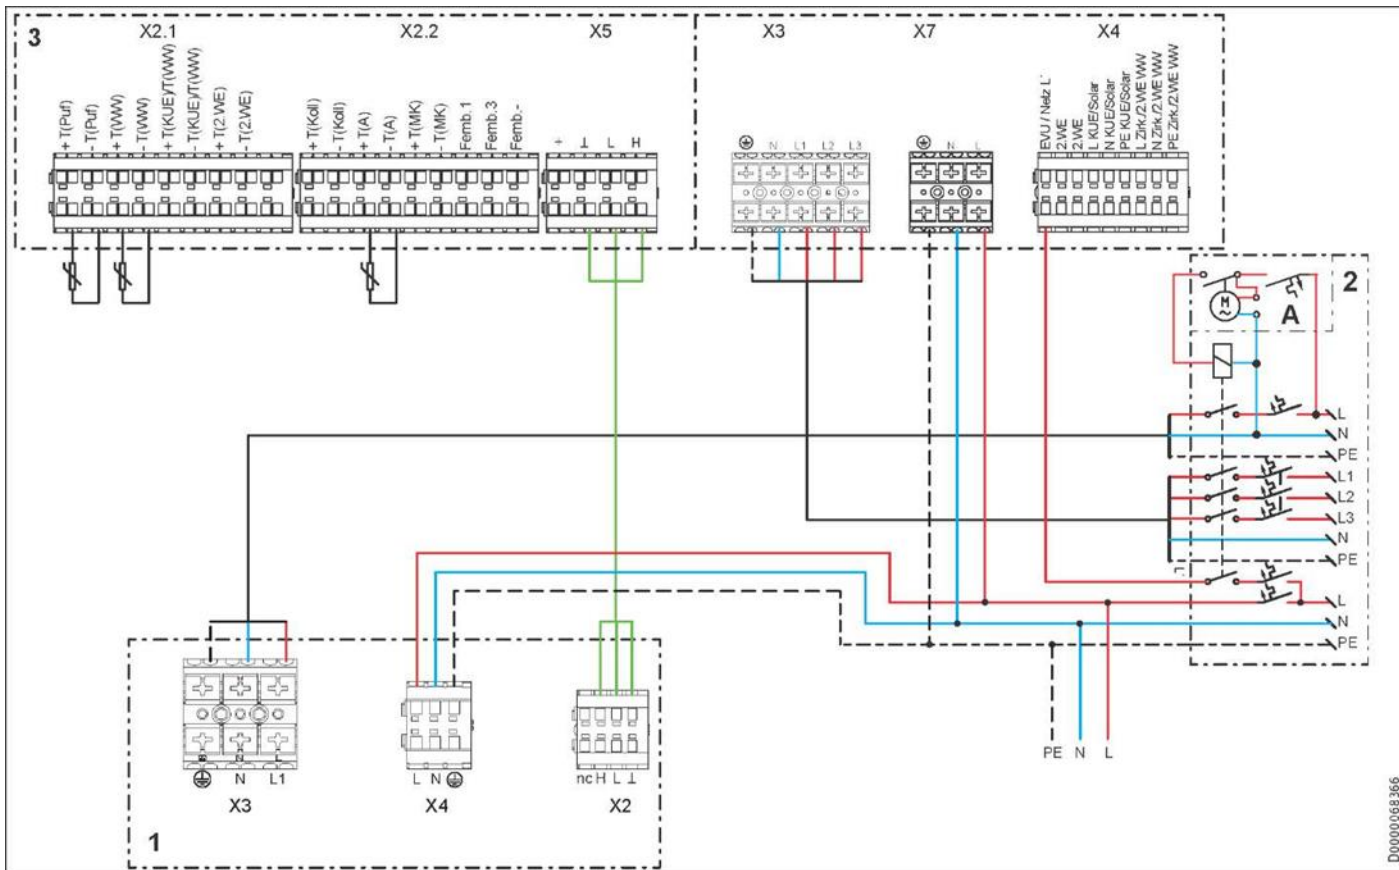 3
X2.1
X2.2
X5
X3
X7
X4
+ T(Puf)
- T(Puf)
+ T(WW)
- T(WW)
+ T(KUE)/T(WW)
- T(KUE)/T(WW)
+ T(2.WE)
- T(2.WE)
+ T(Koll)
- T(Koll)
+ T(A)
- T(A)
+ T(MK)
- T(MK)
Femb.1
Femb.3
Femb.-
+ ⊥ L H
N L1 L2 L3
N L
EVU / Netz L'
2.WE
2.WE
L KUE/Solar
N KUE/Solar
PE KUE/Solar
L Zirk./2.WE WW
N Zirk./2.WE WW
PE Zirk./2.WE WW
2
M
~
A
L
N
PE
L1
L2
L3
N
PE
L
N
PE
PE N L
N L
N L1
X3
L N
X4
nc H L ⊥
X2
1
D0000068366